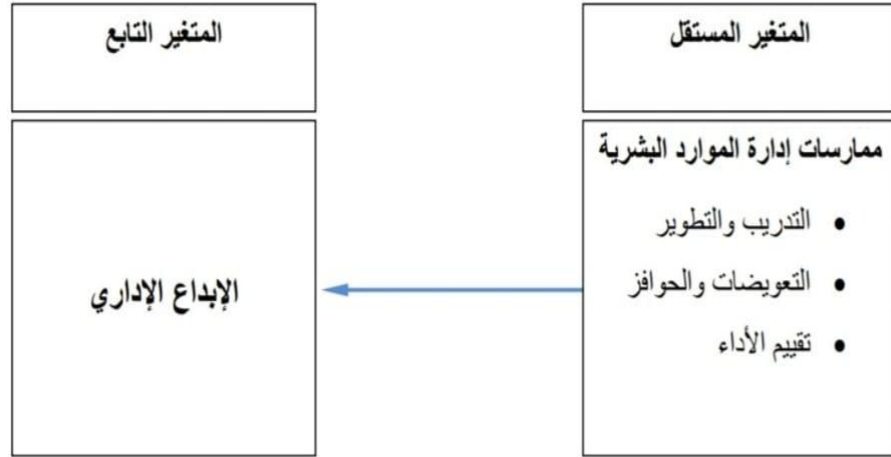 المتغير المستقل
المتغير التابع
ممارسات إدارة الموارد البشرية
• التدريب والتطوير
• التعويضات والحوافز
• تقييم الأداء
الإبداع الإداري